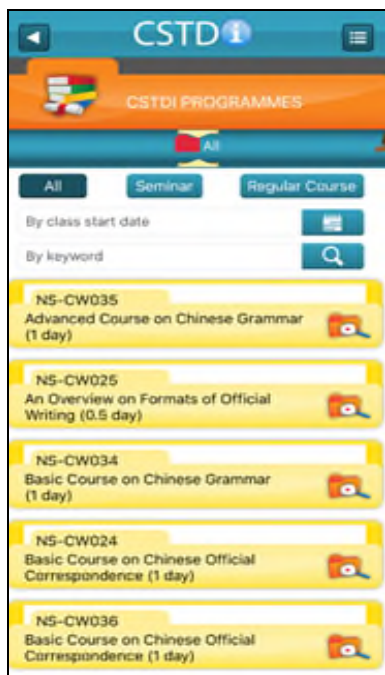 CSTDi
CSTDI PROGRAMMES
All
All
Seminar
Regular Course
By class start date
By keyword
NS-CW035
Advanced Course on Chinese Grammar
(1 day)
NS-CW025
An Overview on Formats of Official
Writing (0.5 day)
NS-CW034
Basic Course on Chinese Grammar
(1 day)
NS-CW024
Basic Course on Chinese Official
Correspondence (1 day)
NS-CW036
Basic Course on Chinese Official
Correspondence (1 day)